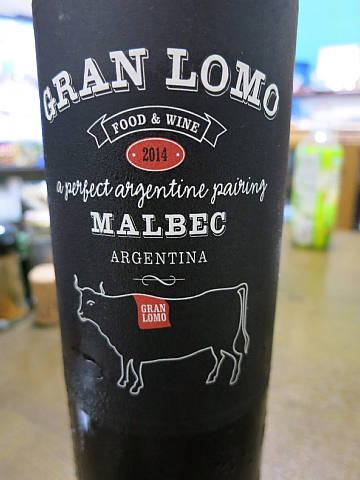 GRAN LOMO
FOOD & WINE
2014
a perfect argentine pairing
MALBEC
ARGENTINA
GRAN
LOMO